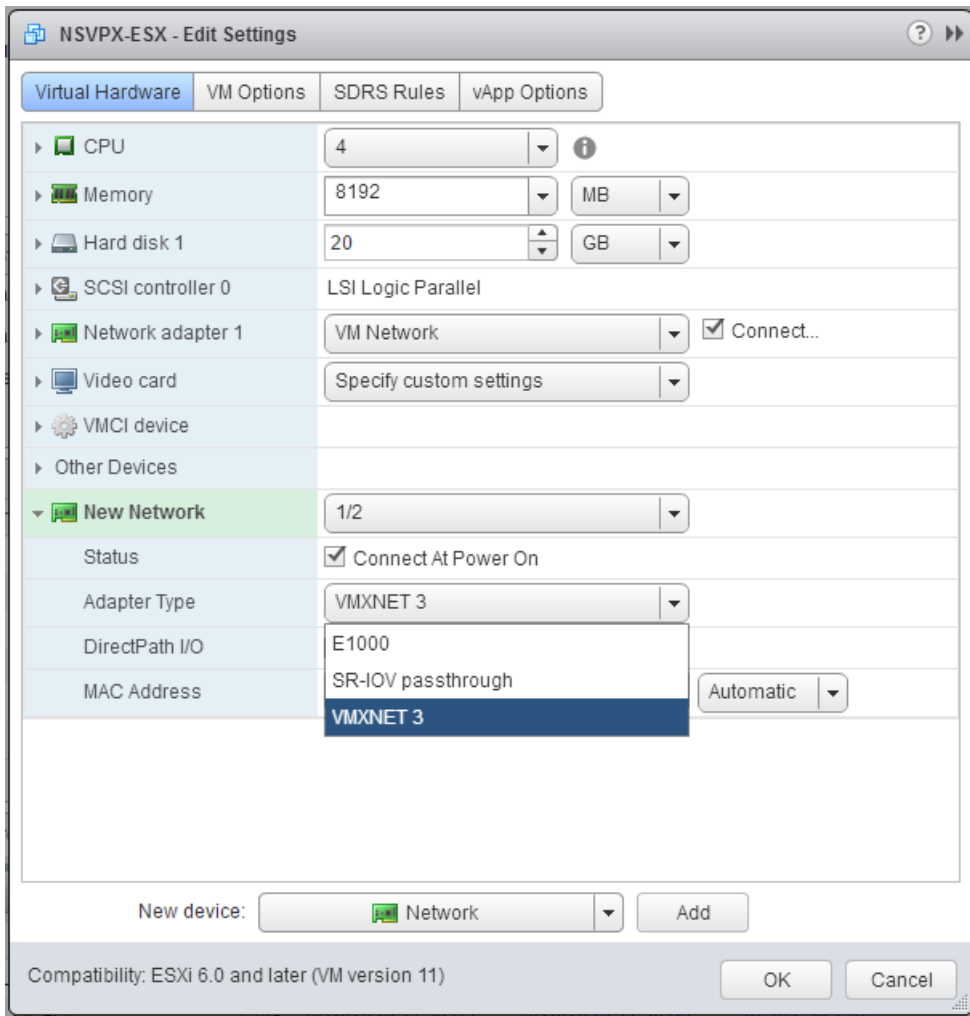 NSVPX-ESX - Edit Settings
Virtual Hardware VM Options SDRS Rules vApp Options
CPU 4
Memory 8192 MB
Hard disk 1 20 GB
SCSI controller 0 LSI Logic Parallel
Network adapter 1 VM Network Connect...
Video card Specify custom settings
VMCI device
Other Devices
New Network 1/2
Status Connect At Power On
Adapter Type VMXNET 3
DirectPath I/O E1000
SR-IOV passthrough
MAC Address Automatic
VMXNET 3
New device: Network Add
Compatibility: ESXi 6.0 and later (VM version 11) OK Cancel